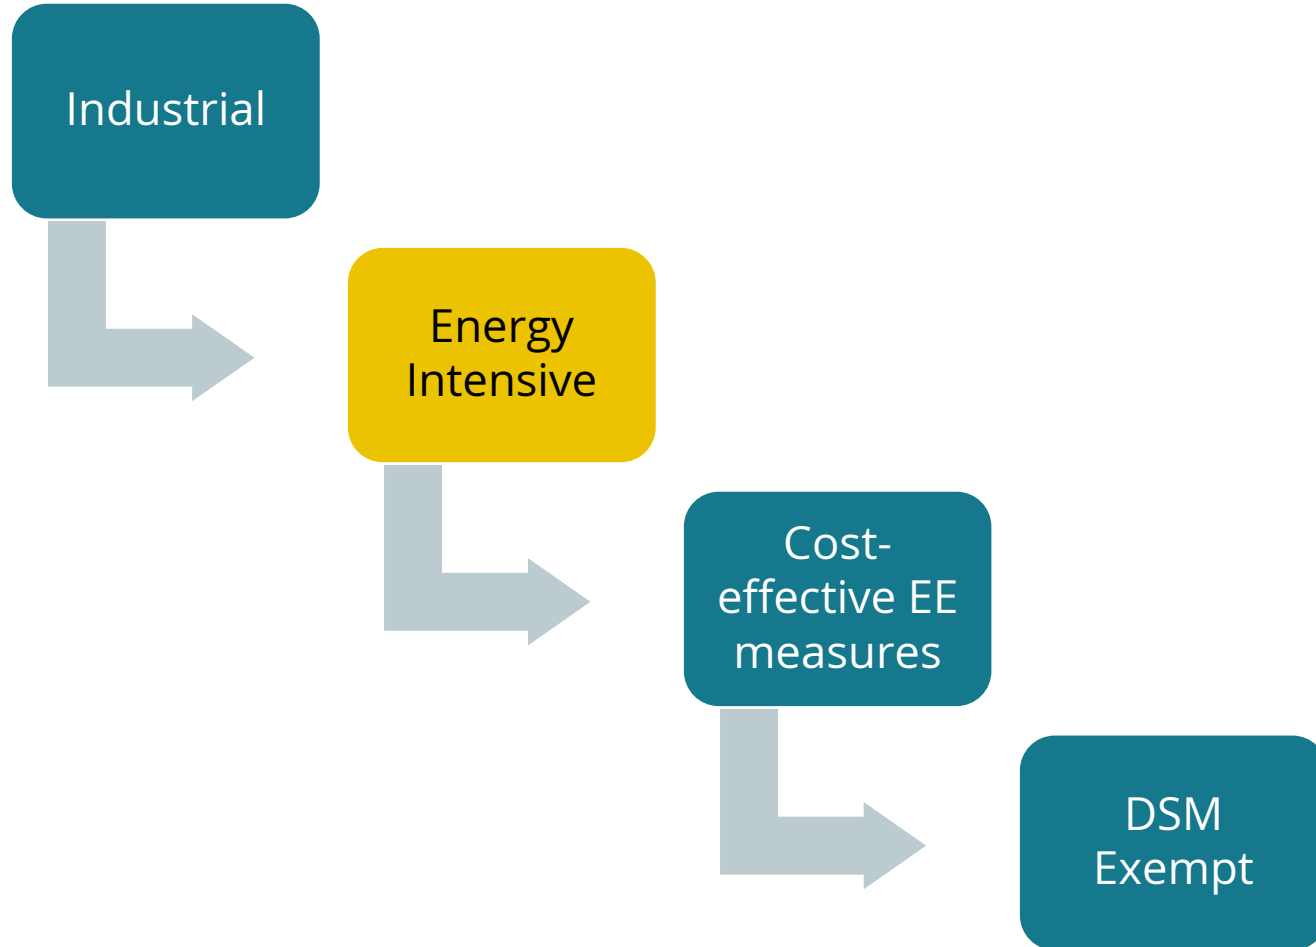 Industrial
Energy
Intensive
Cost-
effective EE
measures
DSM
Exempt